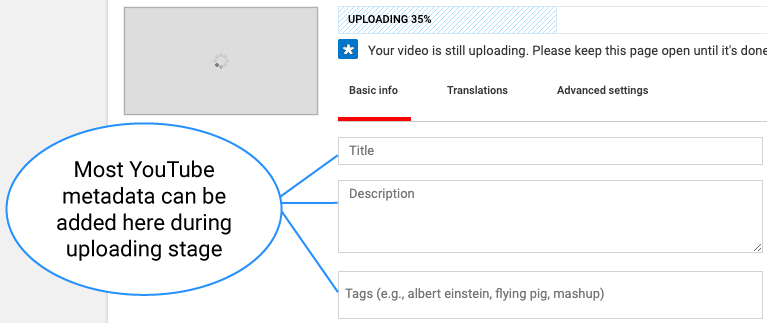 UPLOADING 35%
Your video is still uploading. Please keep this page open until it's done
Basic info
Translations
Advanced settings
Most YouTube
metadata can be
added here during
uploading stage
Title
Description
Tags (e.g., albert einstein, flying pig, mashup)